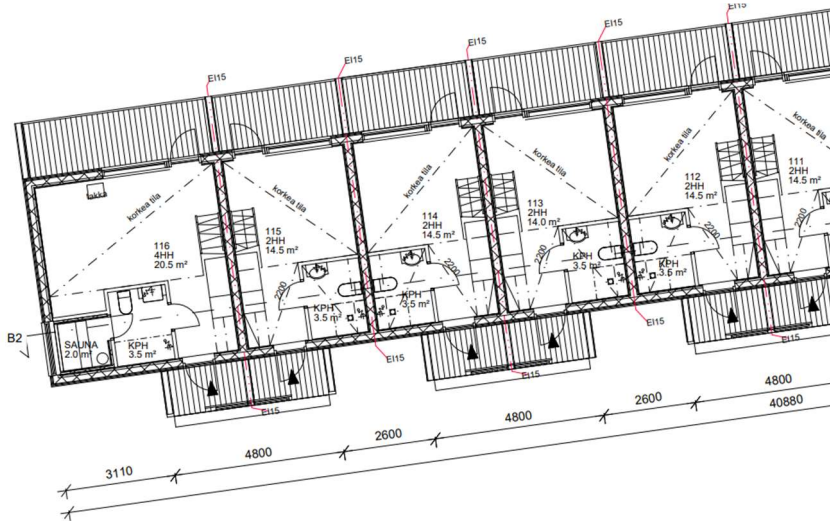 EI15
EI15
EI15
EI15
EI15
takka
korkea tila
korkea tila
korkea tila
korkea tila
korkea tila
korkea tila
116
4HH
20.5 m²
115
2HH
14.5 m²
114
2HH
14.5 m²
113
2HH
14.0 m²
112
2HH
14.5 m²
111
2HH
14.5 m²
2200
2200
2200
2200
2200
B2
SAUNA
2.0 m²
KPH
3.5 m²
KPH
3.5 m²
KPH
3.5 m²
KPH
3.5 m²
KPH
3.5 m²
EI15
EI15
EI15
EI15
EI15
3110
4800
2600
4800
2600
4800
40880